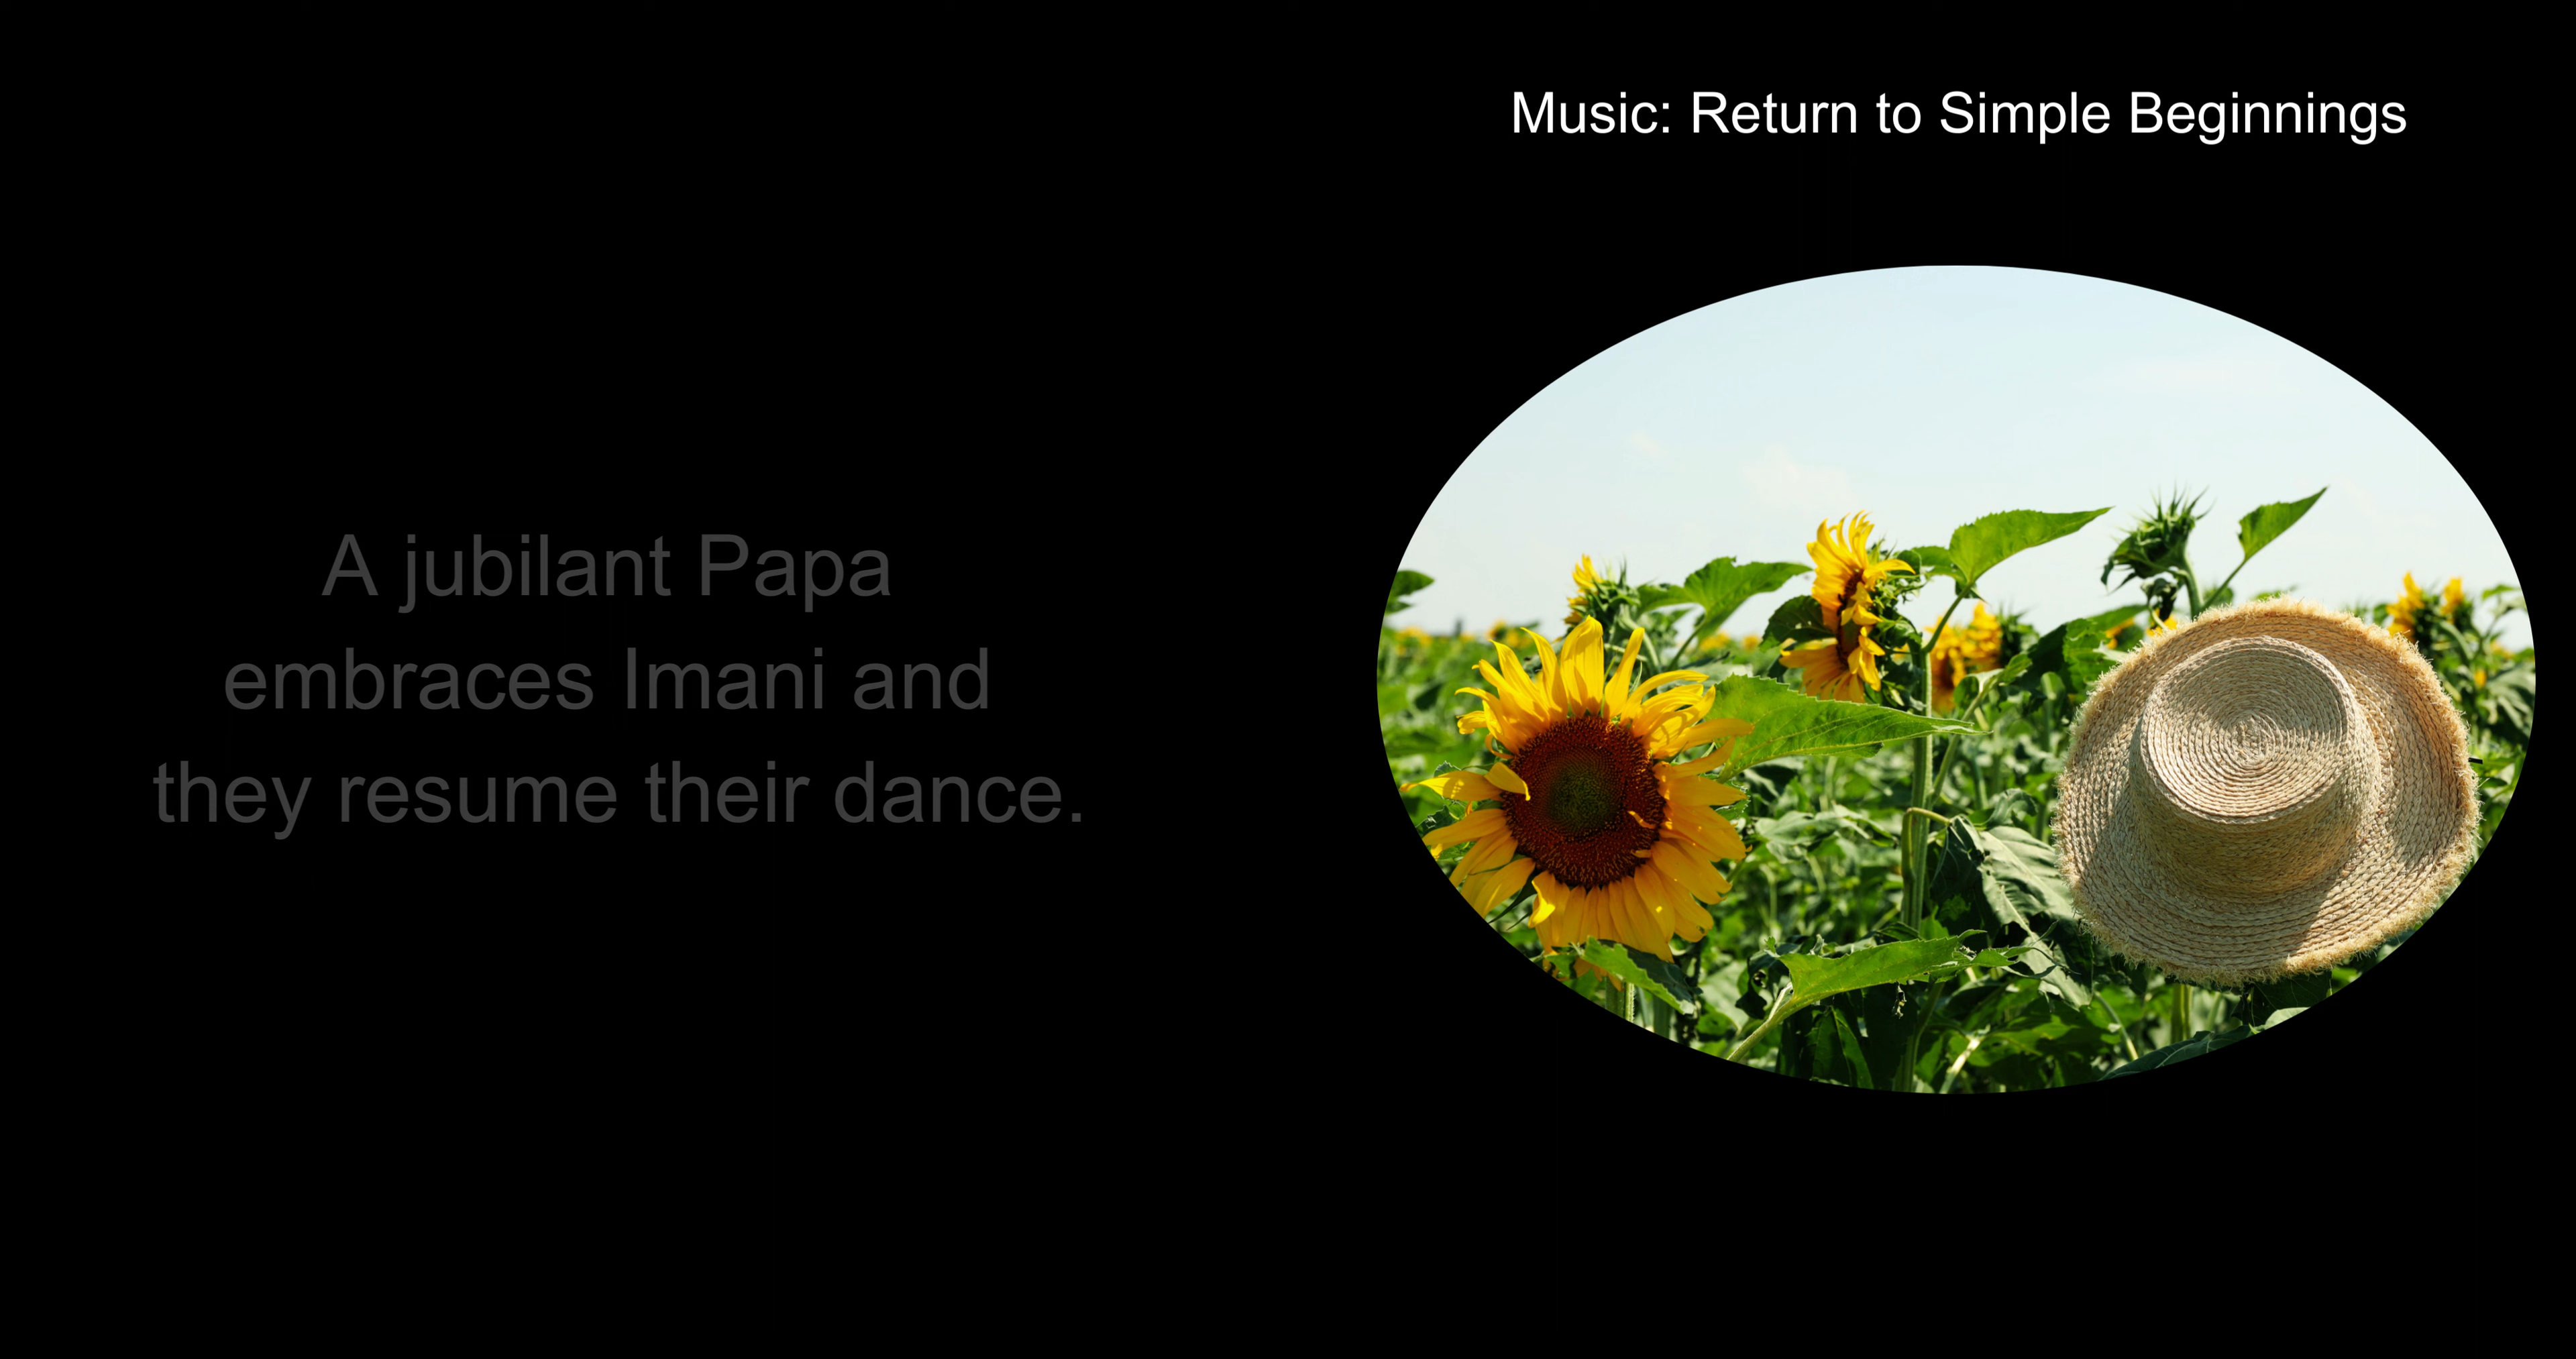 Music: Return to Simple Beginnings
A jubilant Papa
embraces Imani and
they resume their dance.